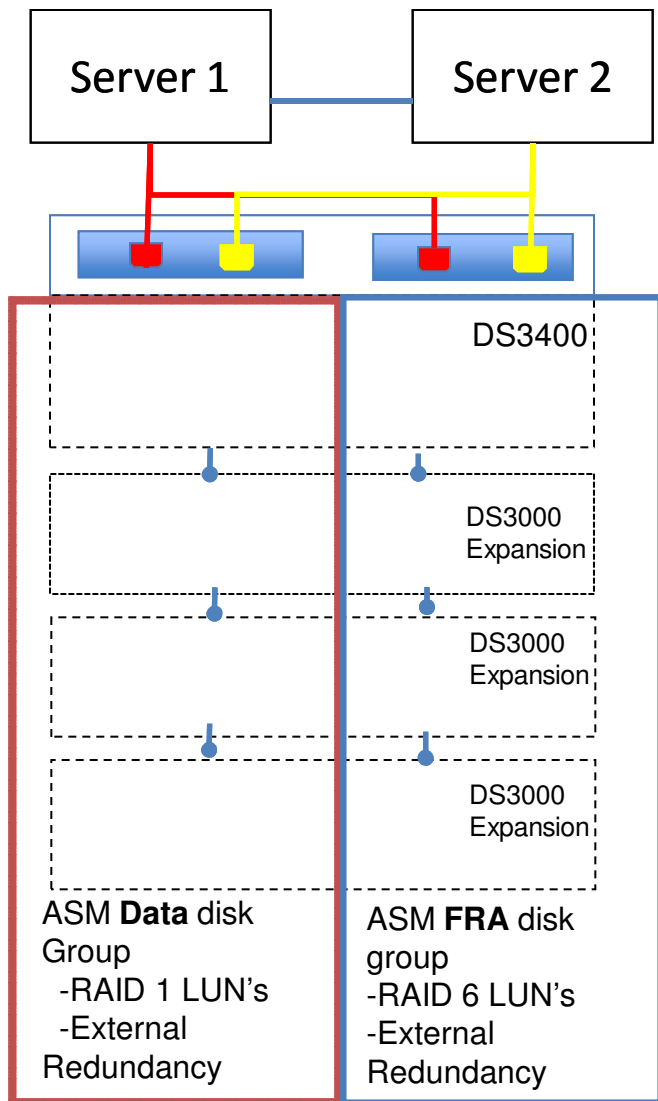 Server 1
Server 2
DS3400
DS3000
Expansion
DS3000
Expansion
DS3000
Expansion
ASM Data disk
Group
-RAID 1 LUN's
-External
Redundancy
ASM FRA disk
group
-RAID 6 LUN's
-External
Redundancy